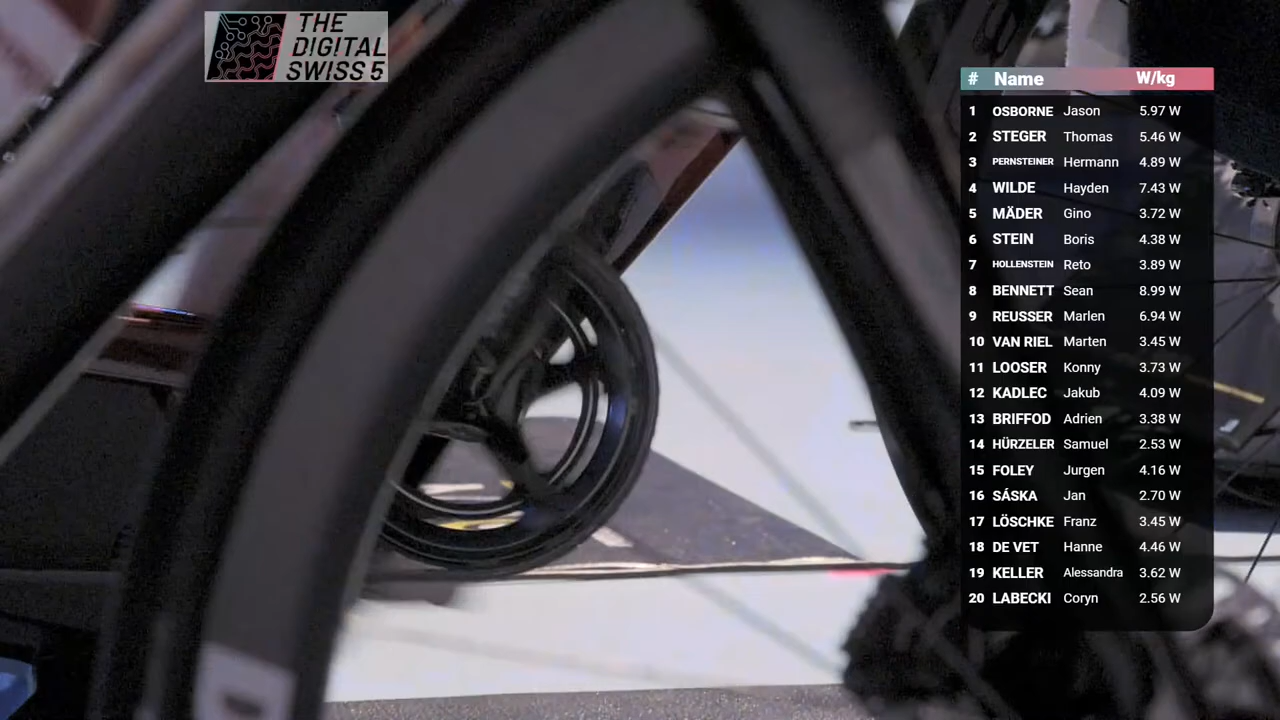 THE
DIGITAL
SWISS 5
# Name W/kg
1 OSBORNE Jason 5.97 W
2 STEGER Thomas 5.46 W
3 PERNSTEINER Hermann 4.89 W
4 WILDE Hayden 7.43 W
5 MÄDER Gino 3.72 W
6 STEIN Boris 4.38 W
7 HOLLENSTEIN Reto 3.89 W
8 BENNETT Sean 8.99 W
9 REUSSER Marlen 6.94 W
10 VAN RIEL Marten 3.45 W
11 LOOSER Konny 3.73 W
12 KADLEC Jakub 4.09 W
13 BRIFFOD Adrien 3.38 W
14 HÜRZELER Samuel 2.53 W
15 FOLEY Jurgen 4.16 W
16 SÁSKA Jan 2.70 W
17 LÖSCHKE Franz 3.45 W
18 DE VET Hanne 4.46 W
19 KELLER Alessandra 3.62 W
20 LABECKI Coryn 2.56 W